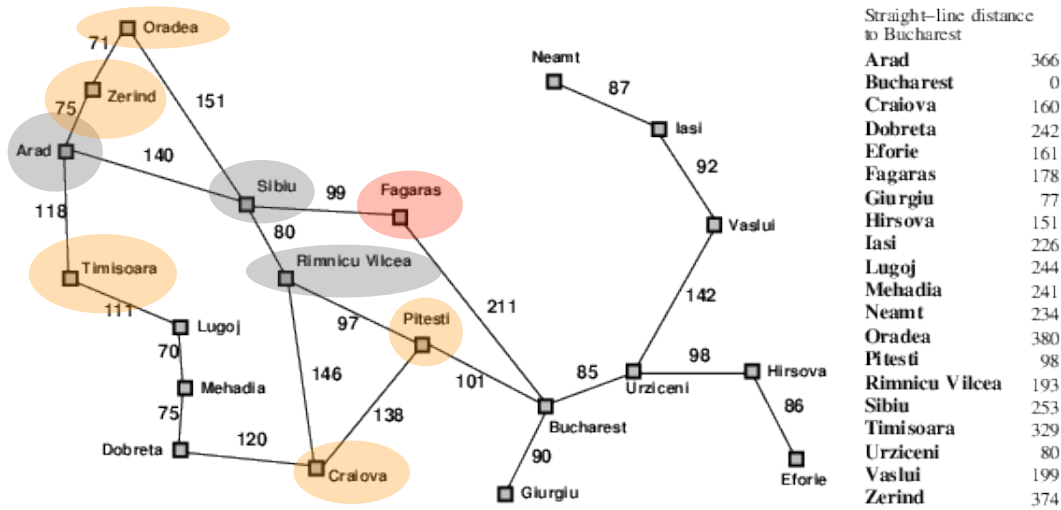 Oradea
71
Neamt
Zerind
87
75
151
Iasi
Arad
140
92
Sibiu
99
Fagaras
118
80
Vaslui
Timisoara
Rimnicu Vilcea
111
211
142
Lugoj
97
Pitesti
70
98
Hirsova
146
101
85
Mehadia
Urziceni
86
75
138
Bucharest
120
Dobreta
90
Craiova
Eforie
Giurgiu
Straight–line distance
to Bucharest
Arad 366
Bucharest 0
Craiova 160
Dobreta 242
Eforie 161
Fagaras 178
Giurgiu 77
Hirsova 151
Iasi 226
Lugoj 244
Mehadia 241
Neamt 234
Oradea 380
Pitesti 98
Rimnicu Vilcea 193
Sibiu 253
Timisoara 329
Urziceni 80
Vaslui 199
Zerind 374